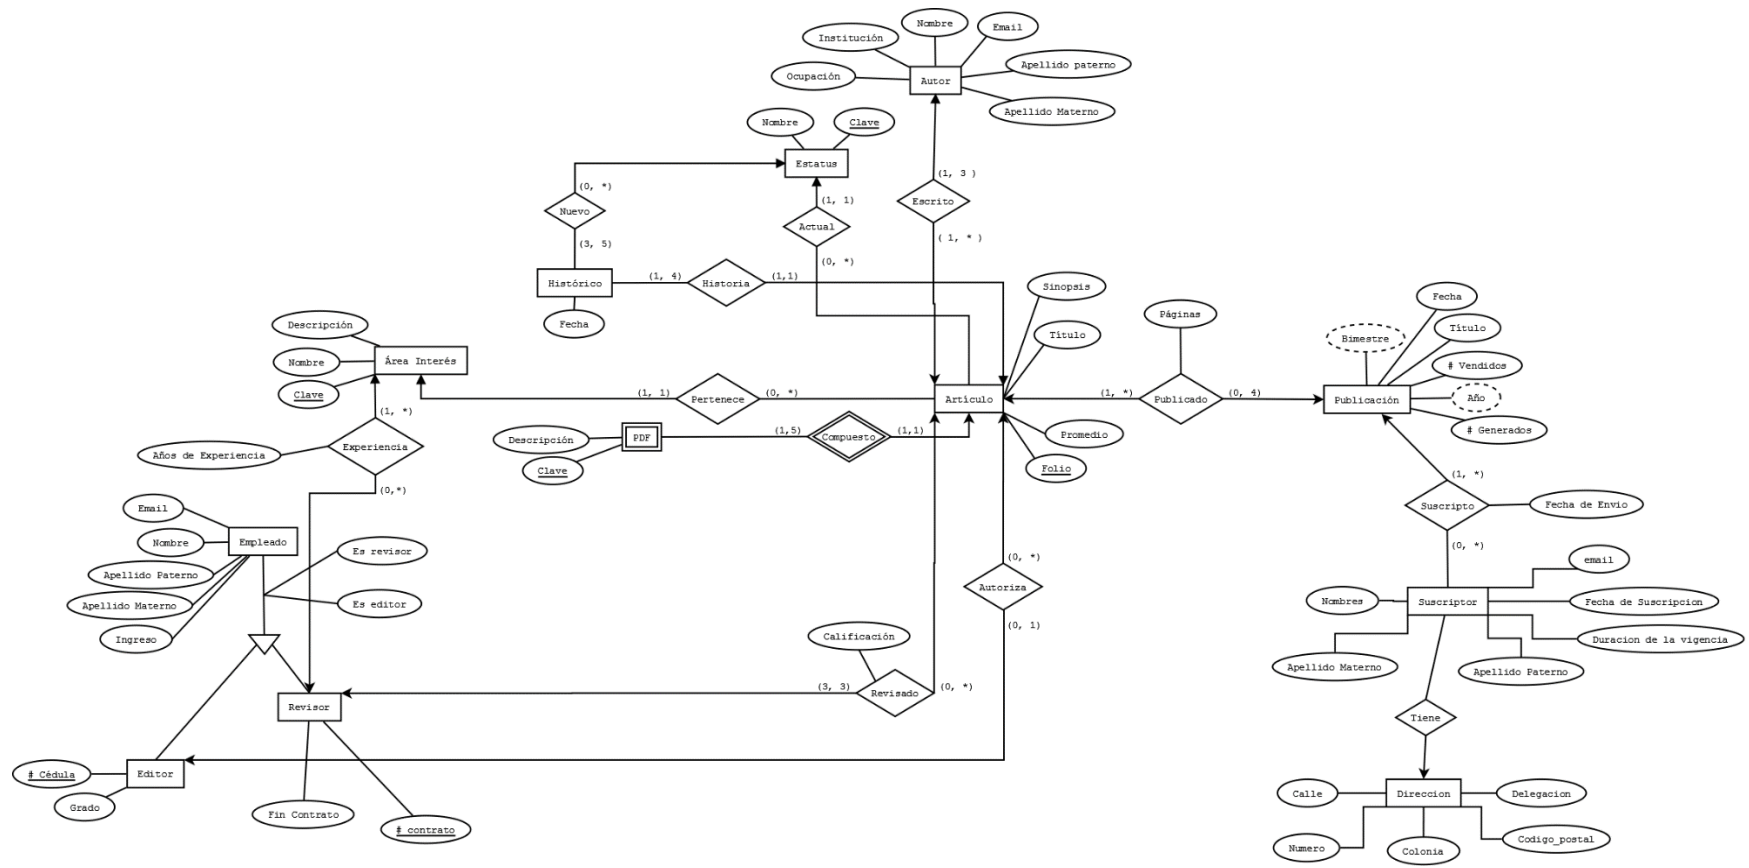 Nombre
Email
Institución
Apellido paterno
Ocupación
Autor
Apellido Materno
Nombre
Clave
Estatus
(0, *)
(1, 1)
(1, 3 )
Nuevo
Actual
Escrito
(3, 5)
(0, *)
( 1, * )
Histórico
(1, 4)
Historia
(1,1)
Sinopsis
Fecha
Páginas
Fecha
Descripción
Título
Bimestre
Título
Área Interés
Nombre
# Vendidos
Clave
(1, 1)
Pertenece
(0, *)
Artículo
(1, *)
Publicado
(0, 4)
Publicación
Año
(1, *)
Descripción
PDF
(1,5)
Compuesto
(1,1)
Promedio
# Generados
Años de Experiencia
Experiencia
Clave
Folio
(1, *)
(0,*)
Email
Suscripto
Fecha de Envio
Nombre
Empleado
(0, *)
Es revisor
(0, *)
email
Apellido Paterno
Autoriza
Apellido Materno
Es editor
Nombres
Suscriptor
Fecha de Suscripcion
Ingreso
Calificación
(0, 1)
Duracion de la vigencia
Apellido Materno
Apellido Paterno
(3, 3)
Revisado
(0, *)
Revisor
Tiene
# Cédula
Editor
Grado
Fin Contrato
# contrato
Calle
Direccion
Delegacion
Numero
Colonia
Codigo_postal